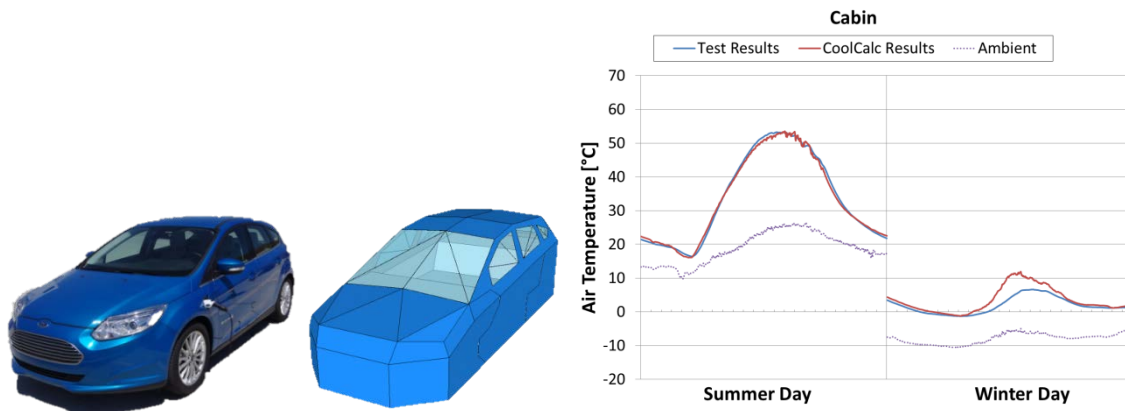 Cabin
Test Results CoolCalc Results Ambient
Air Temperature [°C]
70
60
50
40
30
20
10
0
-10
-20
Summer Day Winter Day